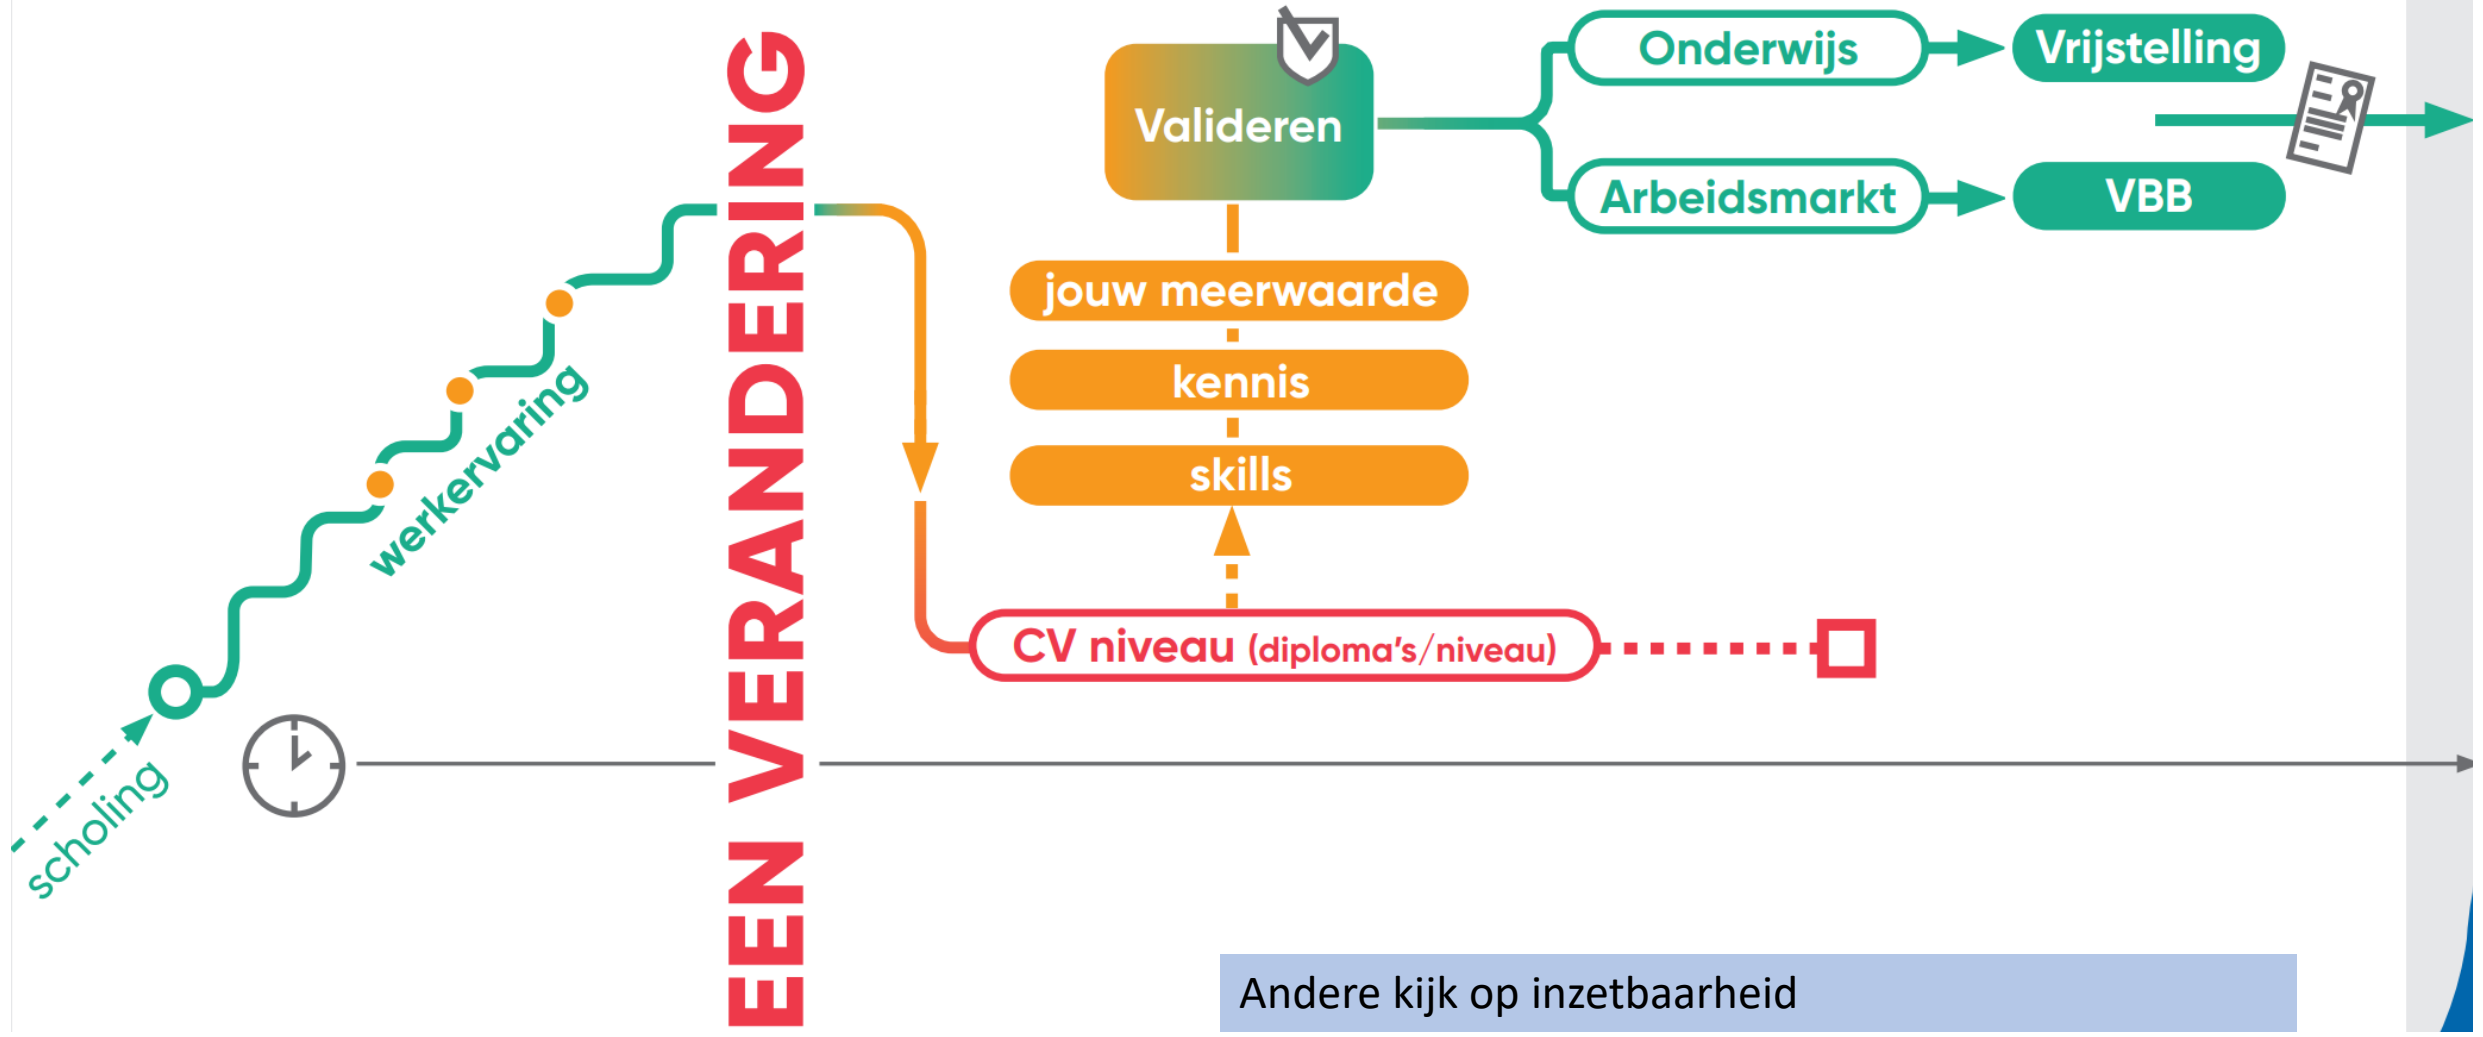 scholing
werkervaring
EEN VERANDERING
Valideren
jouw meerwaarde
kennis
skills
CV niveau (diploma's/niveau)
Onderwijs
Vrijstelling
Arbeidsmarkt
VBB
Andere kijk op inzetbaarheid